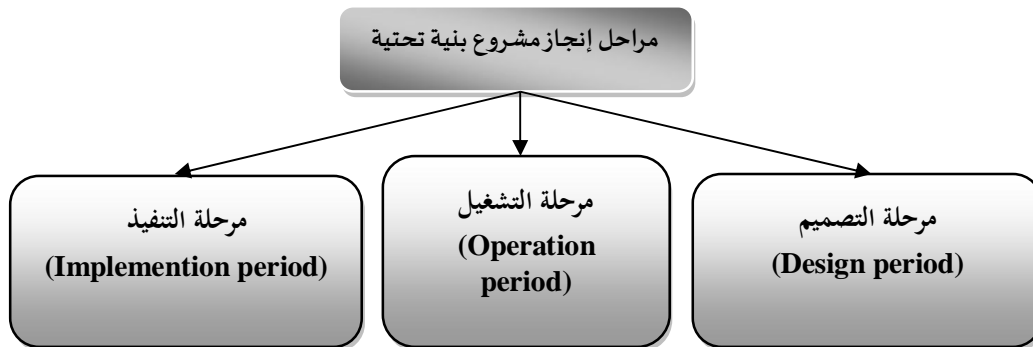 مراحل إنجاز مشروع بنية تحتية
مرحلة التصميم
(Design period)
مرحلة التشغيل
(Operation
period)
مرحلة التنفيذ
(Implemention period)